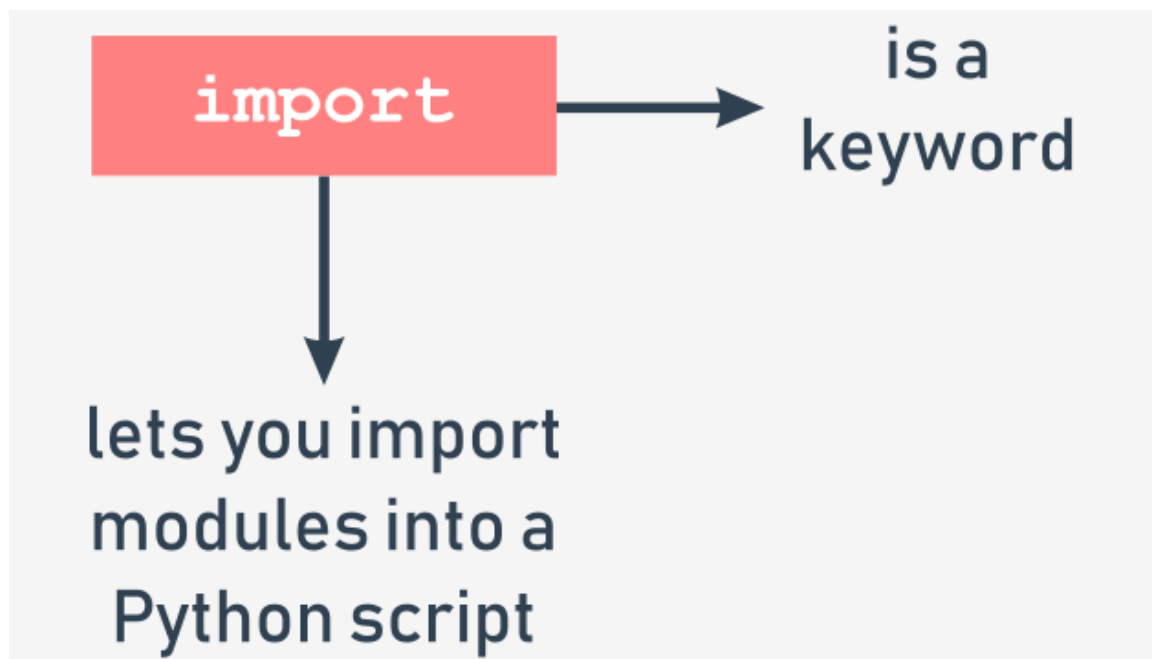 import
is a
keyword
lets you import
modules into a
Python script